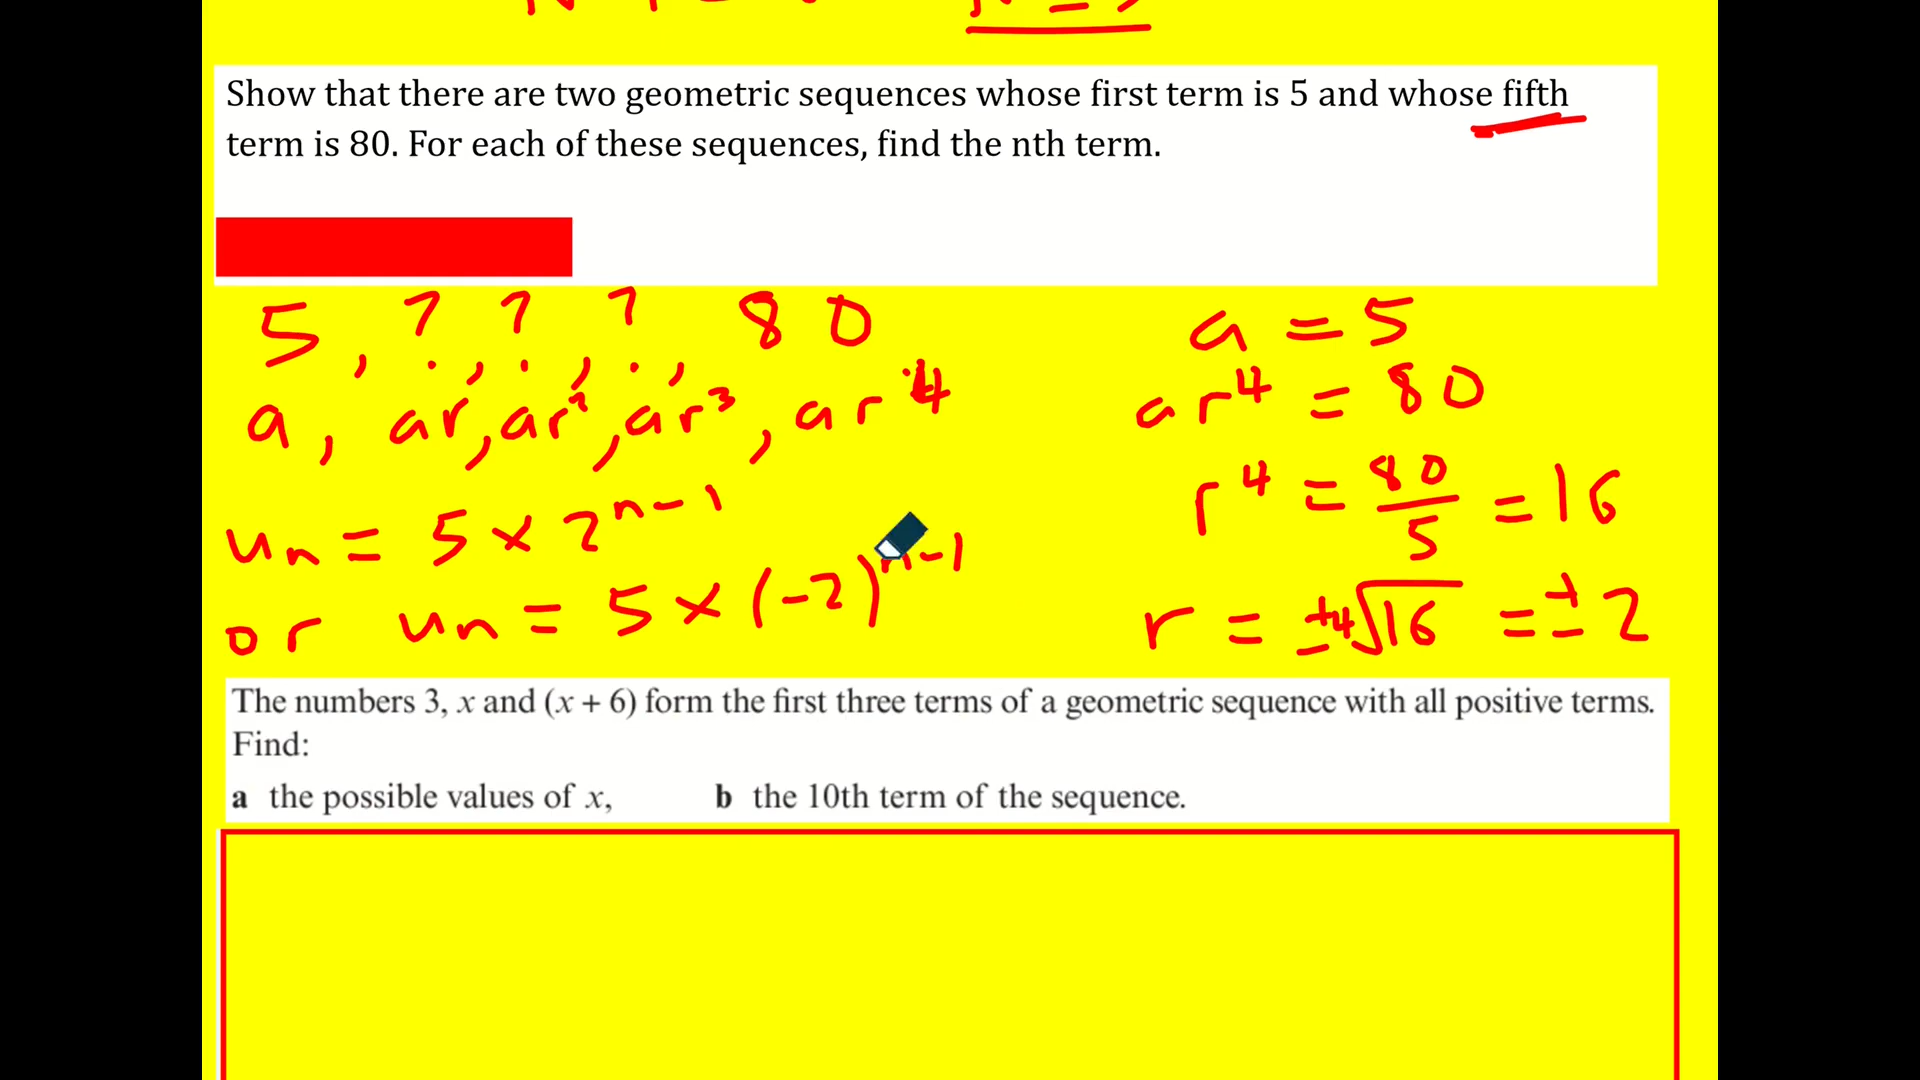 Show that there are two geometric sequences whose first term is 5 and whose fifth
term is 80. For each of these sequences, find the nth term.
5, ?, ?, ?, 80
a, ar, ar², ar³, ar⁴
uₙ = 5 × 2ⁿ⁻¹
or uₙ = 5 × (-2)ⁿ⁻¹
a = 5
ar⁴ = 80
r⁴ = 80/5 = 16
r = ±⁴√16 = ±2
The numbers 3, x and (x + 6) form the first three terms of a geometric sequence with all positive terms.
Find:
a the possible values of x, b the 10th term of the sequence.